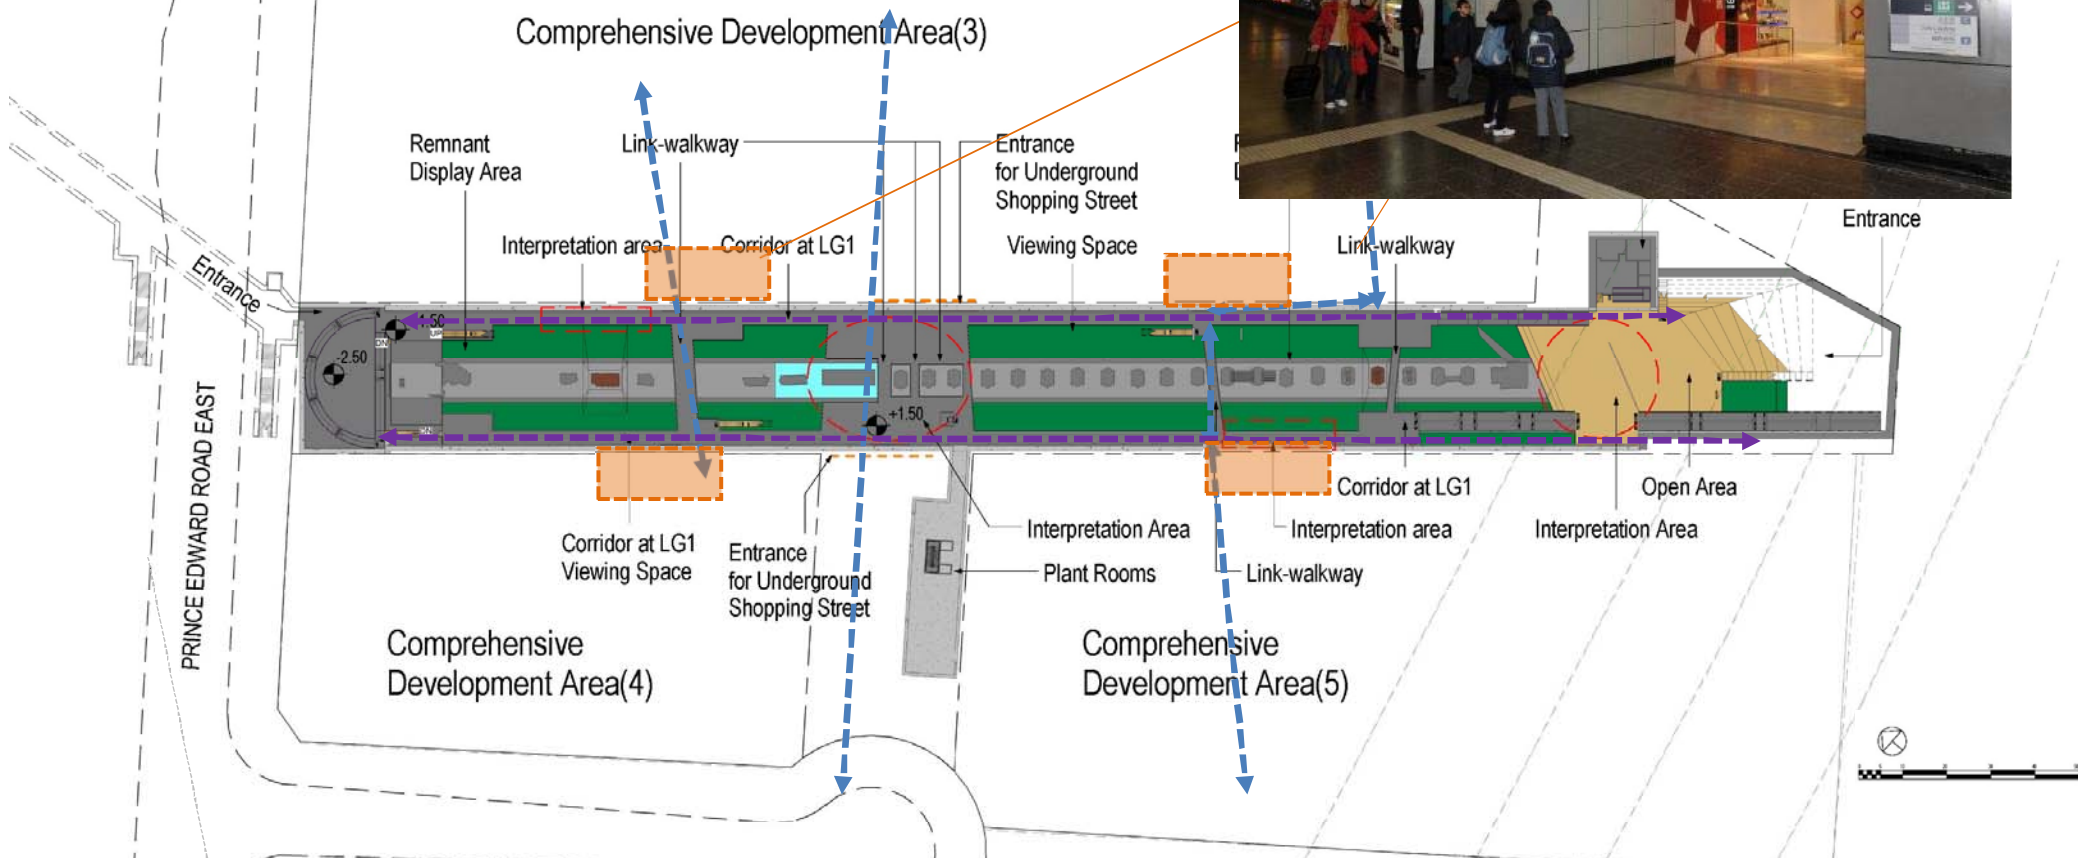 Comprehensive Development Area(3)
Remnant
Display Area
Link-walkway
Entrance
for Underground
Shopping Street
Interpretation area
Corridor at LG1
Viewing Space
Link-walkway
Entrance
Entrance
1.50
UP
DN
-2.50
+1.50
DN
PRINCE EDWARD ROAD EAST
Corridor at LG1
Viewing Space
Entrance
for Underground
Shopping Street
Interpretation Area
Plant Rooms
Corridor at LG1
Interpretation area
Link-walkway
Open Area
Interpretation Area
Comprehensive
Development Area(4)
Comprehensive
Development Area(5)